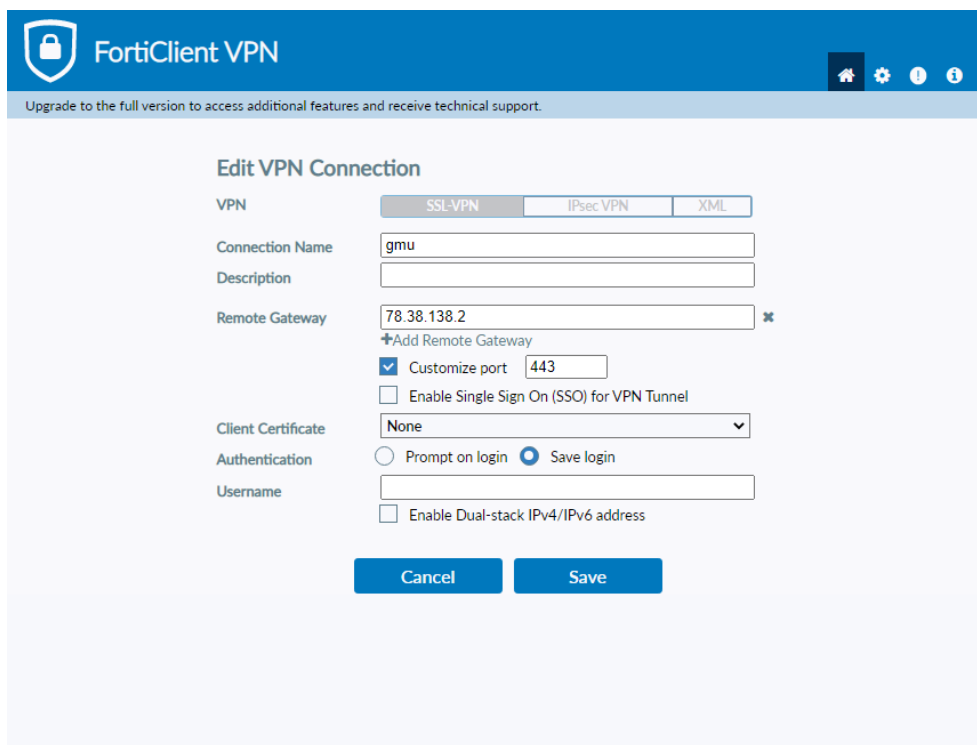 FortiClient VPN
Upgrade to the full version to access additional features and receive technical support.
Edit VPN Connection
VPN SSL-VPN IPsec VPN XML
Connection Name gmu
Description
Remote Gateway 78.38.138.2
+Add Remote Gateway
Customize port 443
Enable Single Sign On (SSO) for VPN Tunnel
Client Certificate None
Authentication Prompt on login Save login
Username
Enable Dual-stack IPv4/IPv6 address
Cancel Save